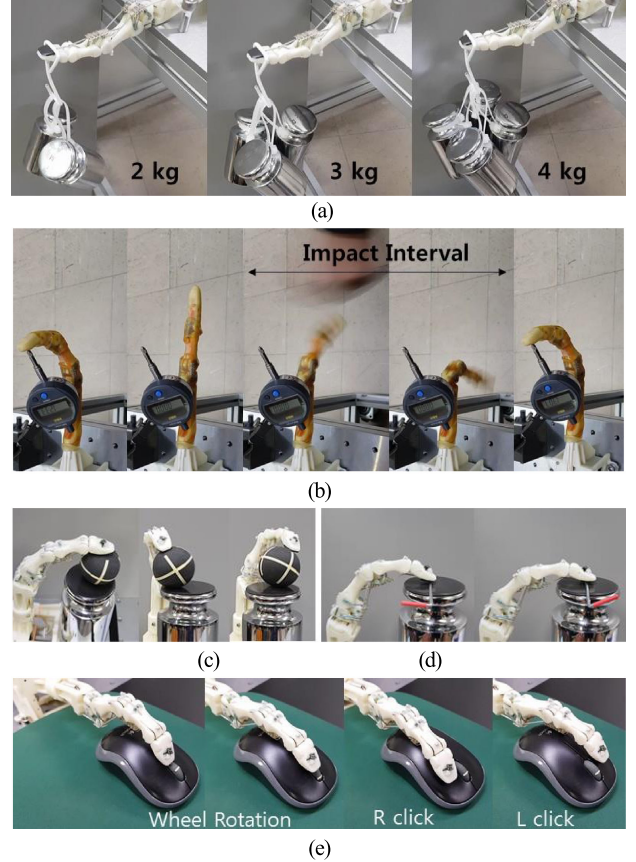 2 kg
3 kg
4 kg
(a)
Impact Interval
(b)
(c)
(d)
Wheel Rotation
R click
L click
(e)